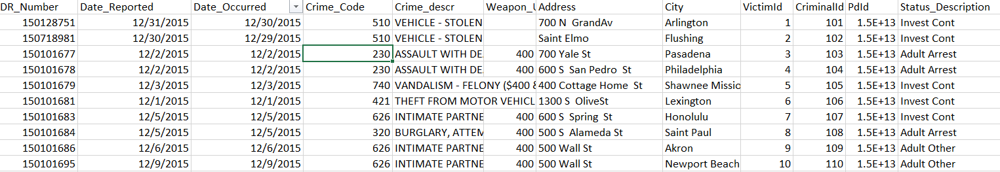 DR_Number Date_Reported Date_Occurred Crime_Code Crime_descr Weapon_U Address City VictimId CriminalId PdId Status_Description
150128751 12/31/2015 12/30/2015 510 VEHICLE - STOLEN 700 N  GrandAv Arlington 1 101 1.5E+13 Invest Cont
150718981 12/30/2015 12/29/2015 510 VEHICLE - STOLEN Saint Elmo Flushing 2 102 1.5E+13 Invest Cont
150101677 12/2/2015 12/2/2015 230 ASSAULT WITH DE 400 700 Yale St Pasadena 3 103 1.5E+13 Adult Arrest
150101678 12/2/2015 12/2/2015 230 ASSAULT WITH DE 400 600 S  San Pedro  St Philadelphia 4 104 1.5E+13 Adult Arrest
150101679 12/3/2015 12/3/2015 740 VANDALISM - FELONY ($400 & 400 Cottage Home  St Shawnee Missio 5 105 1.5E+13 Invest Cont
150101681 12/1/2015 12/1/2015 421 THEFT FROM MOTOR VEHICL 1300 S  OliveSt Lexington 6 106 1.5E+13 Invest Cont
150101683 12/5/2015 12/5/2015 626 INTIMATE PARTNE 400 600 S  Spring  St Honolulu 7 107 1.5E+13 Invest Cont
150101684 12/5/2015 12/5/2015 320 BURGLARY, ATTEM 400 500 S  Alameda St Saint Paul 8 108 1.5E+13 Adult Arrest
150101686 12/6/2015 12/6/2015 626 INTIMATE PARTNE 400 500 Wall St Akron 9 109 1.5E+13 Adult Other
150101695 12/9/2015 12/9/2015 626 INTIMATE PARTNE 400 500 Wall St Newport Beach 10 110 1.5E+13 Adult Other